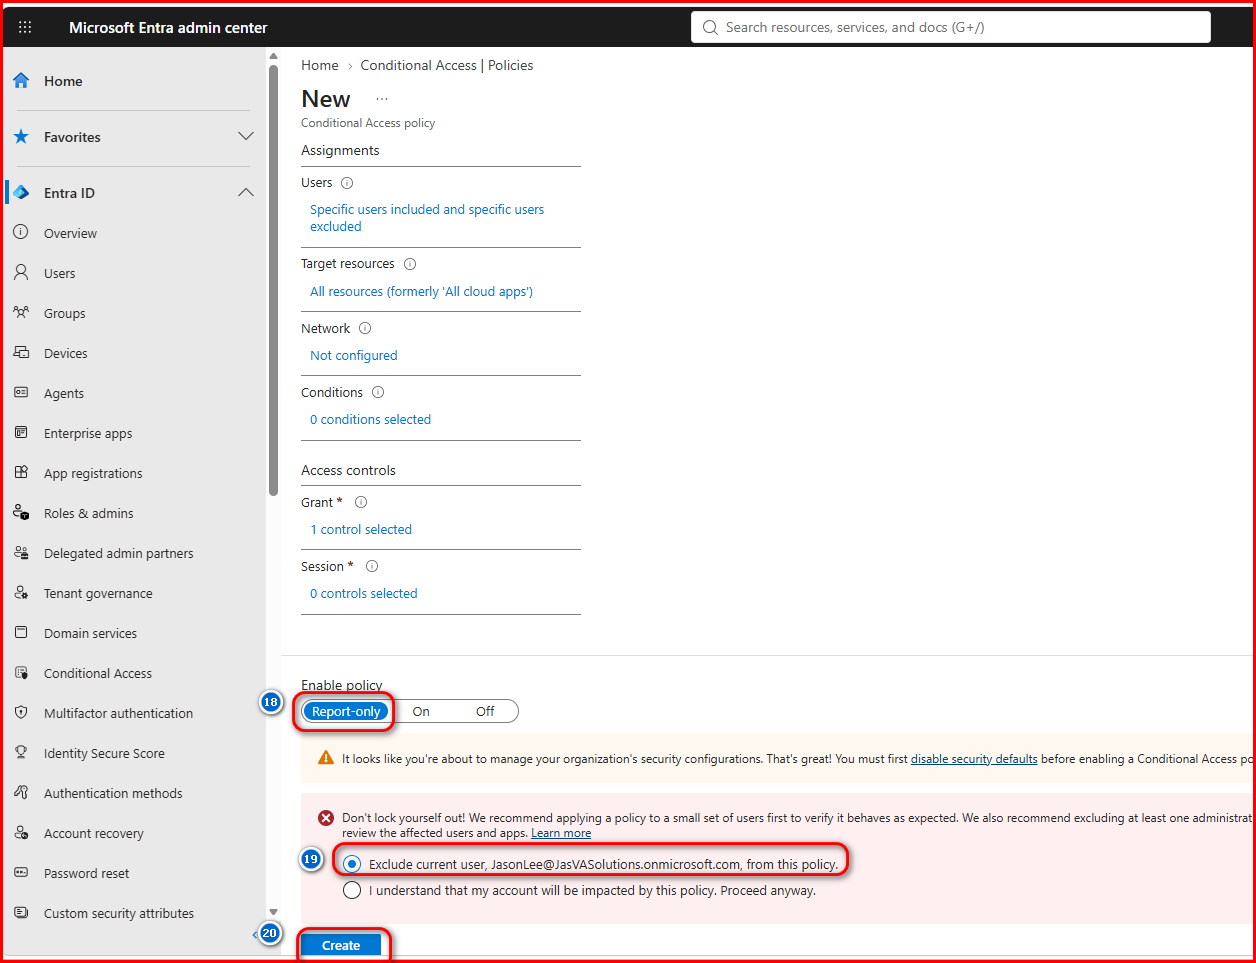 Microsoft Entra admin center
Search resources, services, and docs (G+/)
Home
Favorites
Entra ID
Overview
Users
Groups
Devices
Agents
Enterprise apps
App registrations
Roles & admins
Delegated admin partners
Tenant governance
Domain services
Conditional Access
Multifactor authentication
Identity Secure Score
Authentication methods
Account recovery
Password reset
Custom security attributes
Home > Conditional Access | Policies
New ...
Conditional Access policy
Assignments
Users
Specific users included and specific users
excluded
Target resources
All resources (formerly 'All cloud apps')
Network
Not configured
Conditions
0 conditions selected
Access controls
Grant *
1 control selected
Session *
0 controls selected
Enable policy
18
Report-only On Off
It looks like you're about to manage your organization's security configurations. That's great! You must first disable security defaults before enabling a Conditional Access po
Don't lock yourself out! We recommend applying a policy to a small set of users first to verify it behaves as expected. We also recommend excluding at least one administrat
review the affected users and apps. Learn more
19
Exclude current user, JasonLee@JasVASolutions.onmicrosoft.com, from this policy.
I understand that my account will be impacted by this policy. Proceed anyway.
20
Create